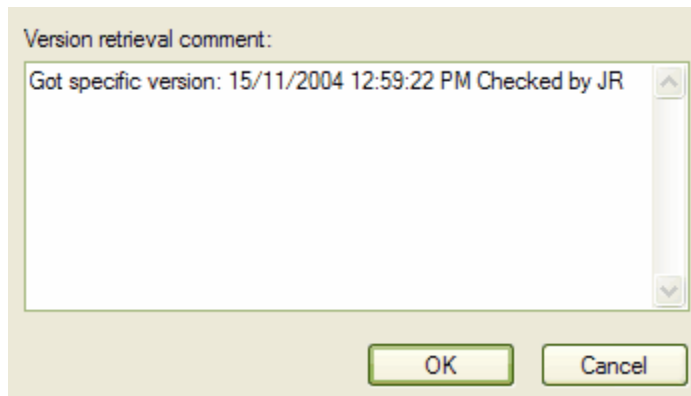 Version retrieval comment:
Got specific version: 15/11/2004 12:59:22 PM Checked by JR
OK
Cancel